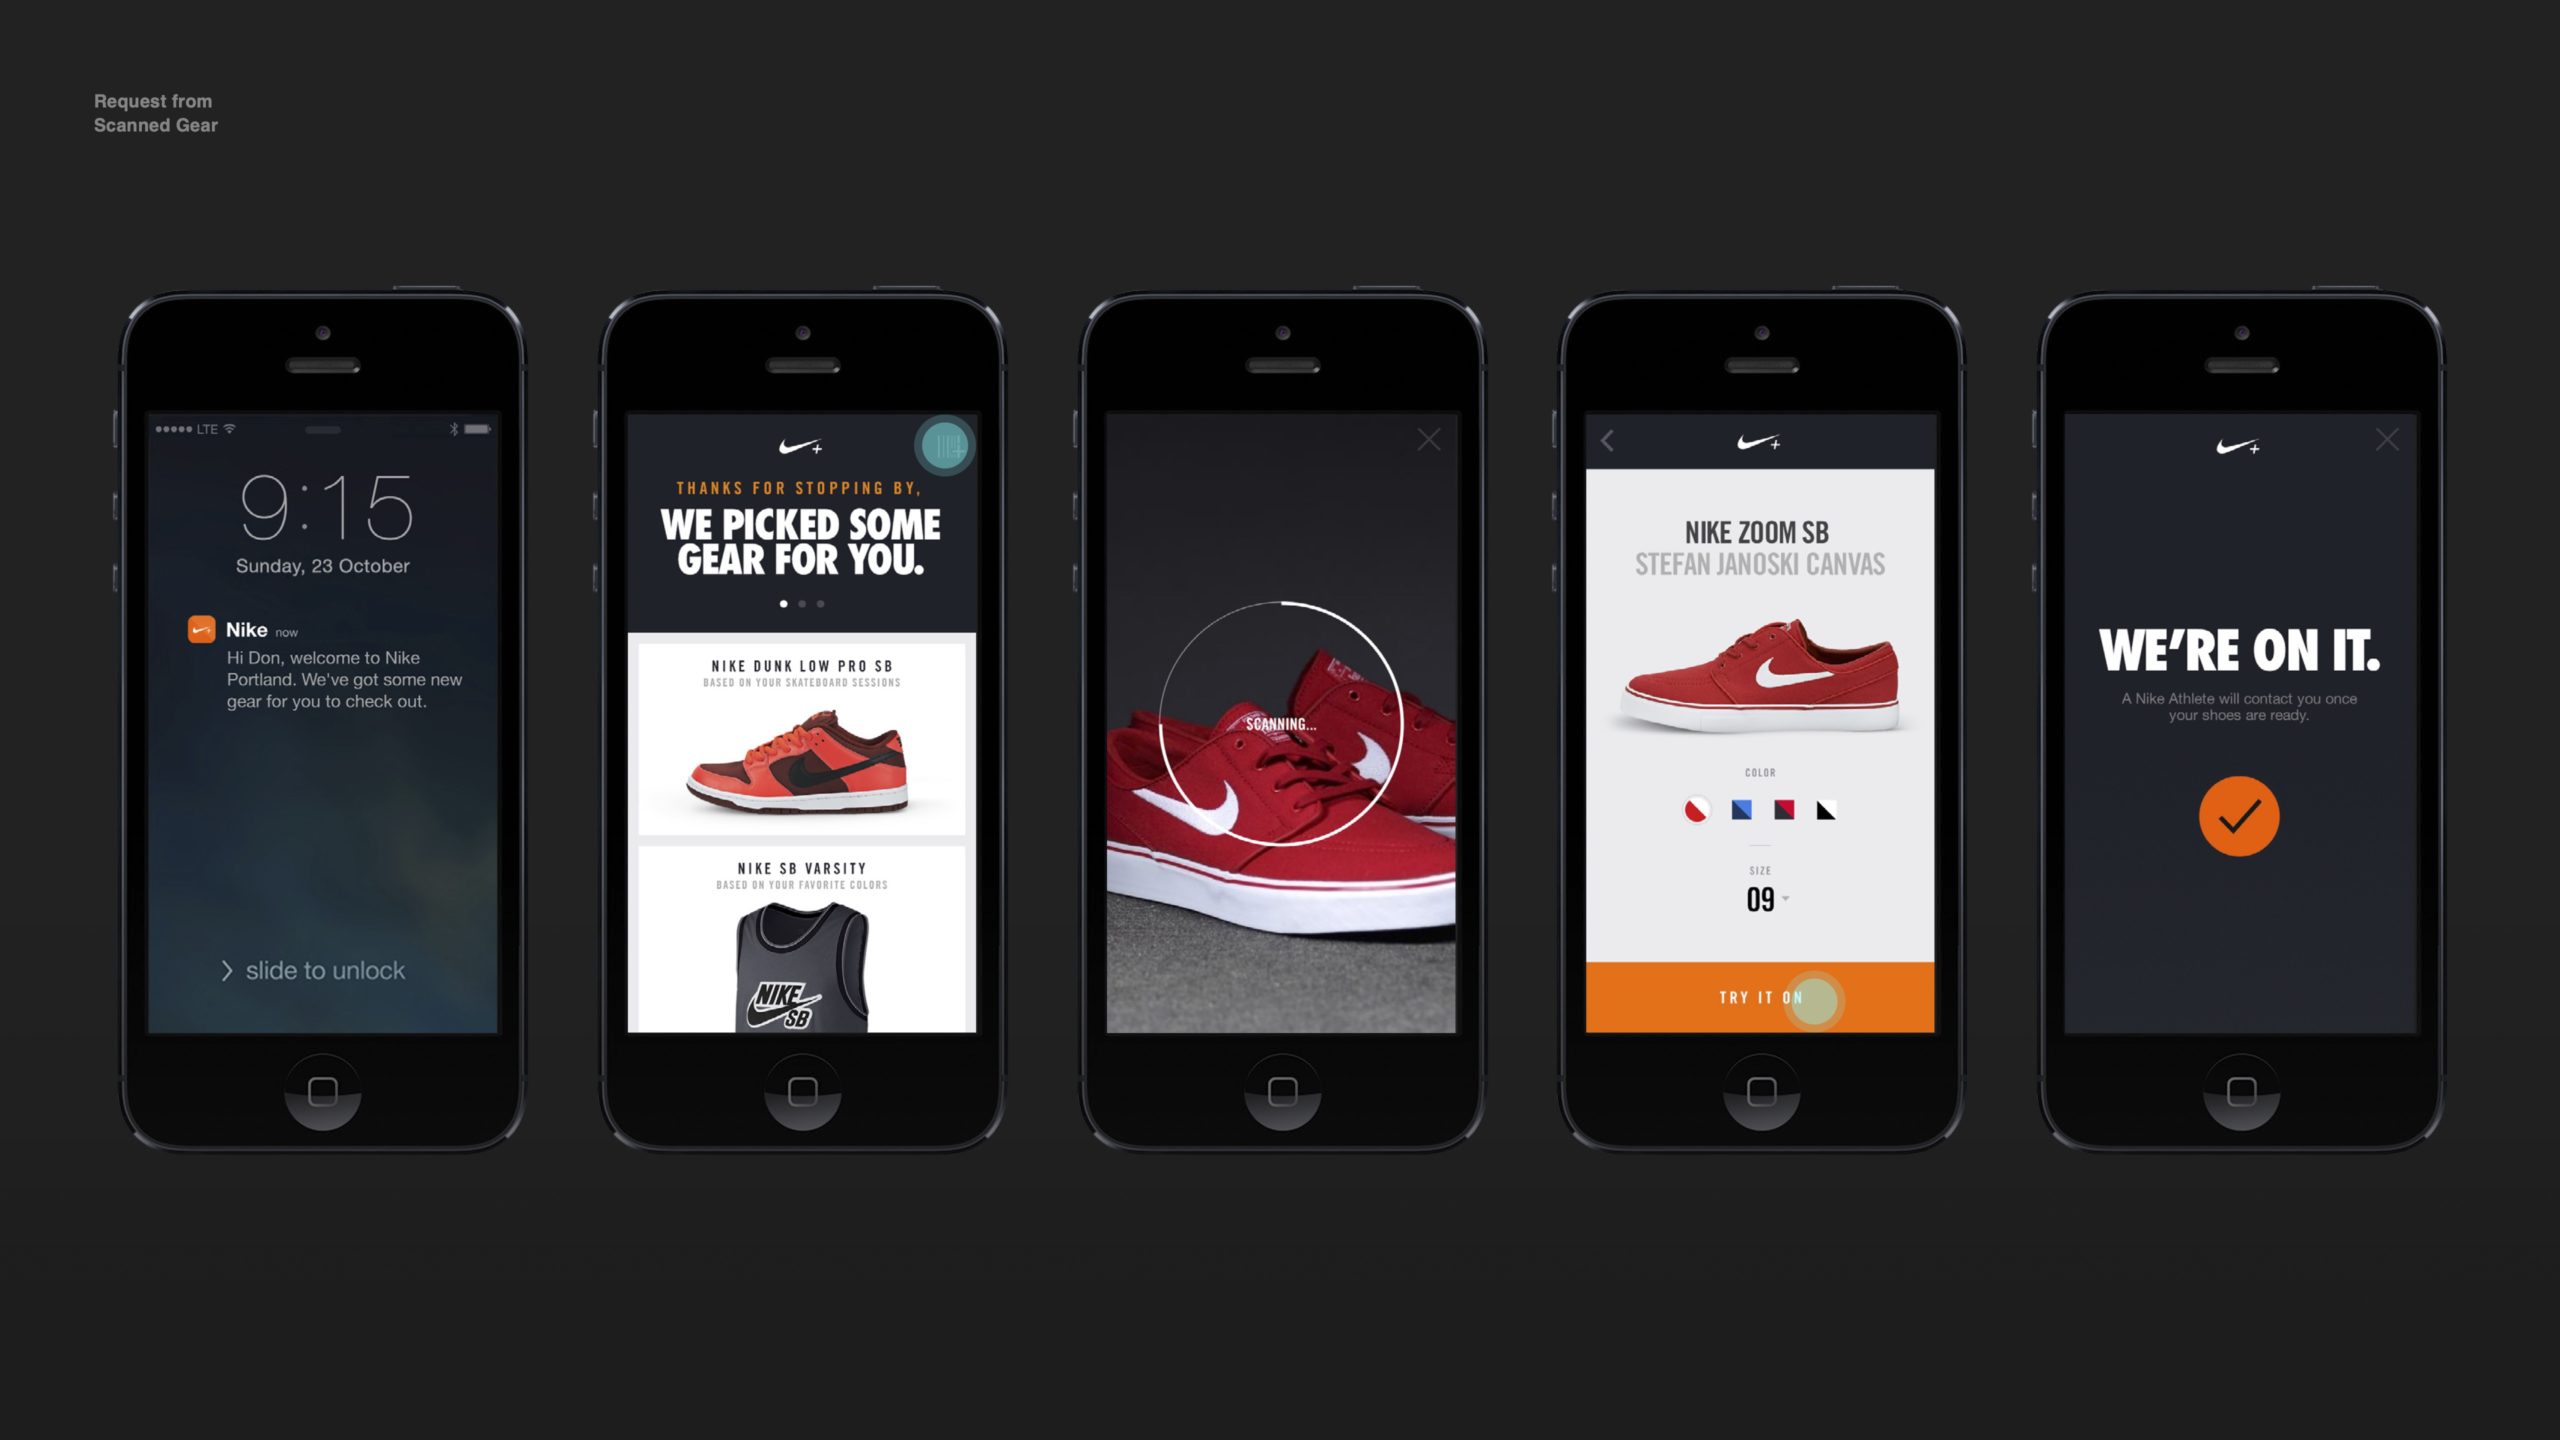 Request from
Scanned Gear
LTE
9:15
Sunday, 23 October
Nike now
Hi Don, welcome to Nike
Portland. We've got some new
gear for you to check out.
> slide to unlock
THANKS FOR STOPPING BY,
WE PICKED SOME
GEAR FOR YOU.
NIKE DUNK LOW PRO SB
BASED ON YOUR SKATEBOARD SESSIONS
NIKE SB VARSITY
BASED ON YOUR FAVORITE COLORS
NIKE
SB
SCANNING...
NIKE ZOOM SB
STEFAN JANOSKI CANVAS
COLOR
SIZE
09
TRY IT ON
WE'RE ON IT.
A Nike Athlete will contact you once
your shoes are ready.